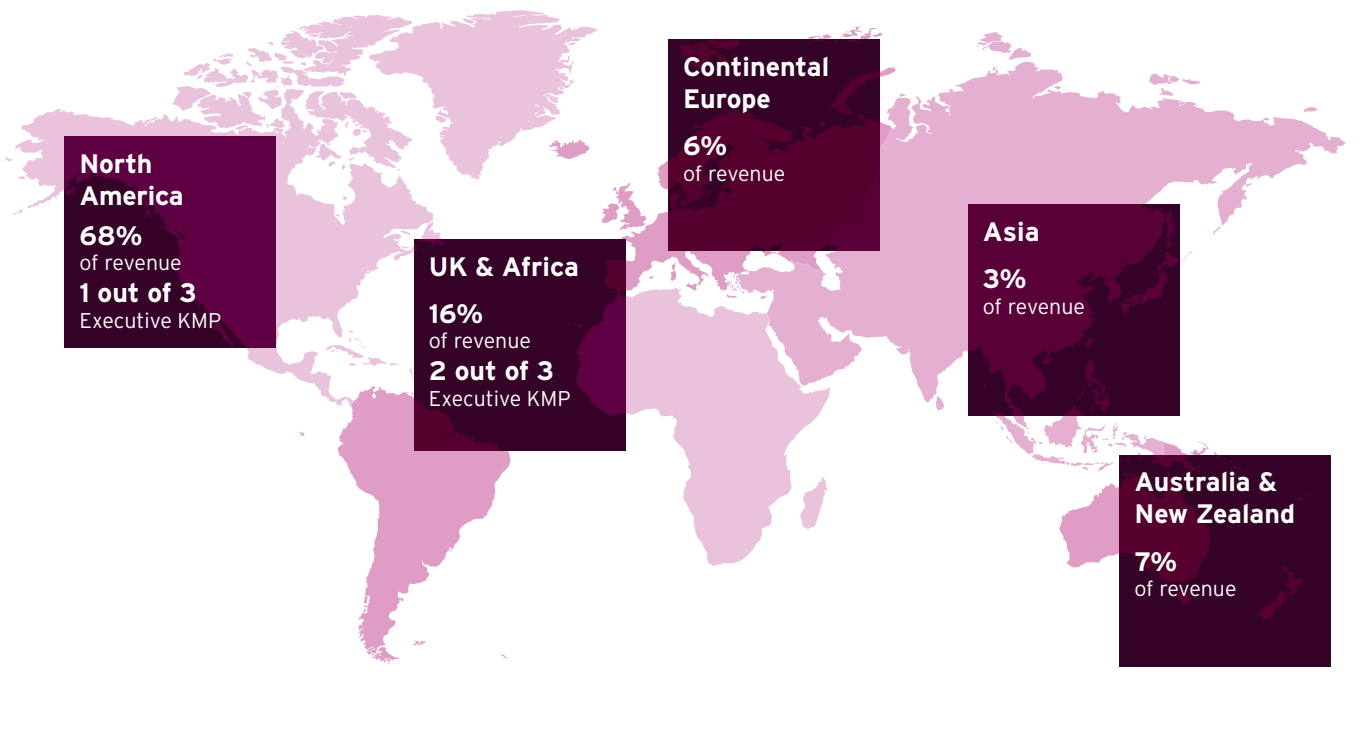 North
America
68%
of revenue
1 out of 3
Executive KMP
UK & Africa
16%
of revenue
2 out of 3
Executive KMP
Continental
Europe
6%
of revenue
Asia
3%
of revenue
Australia &
New Zealand
7%
of revenue